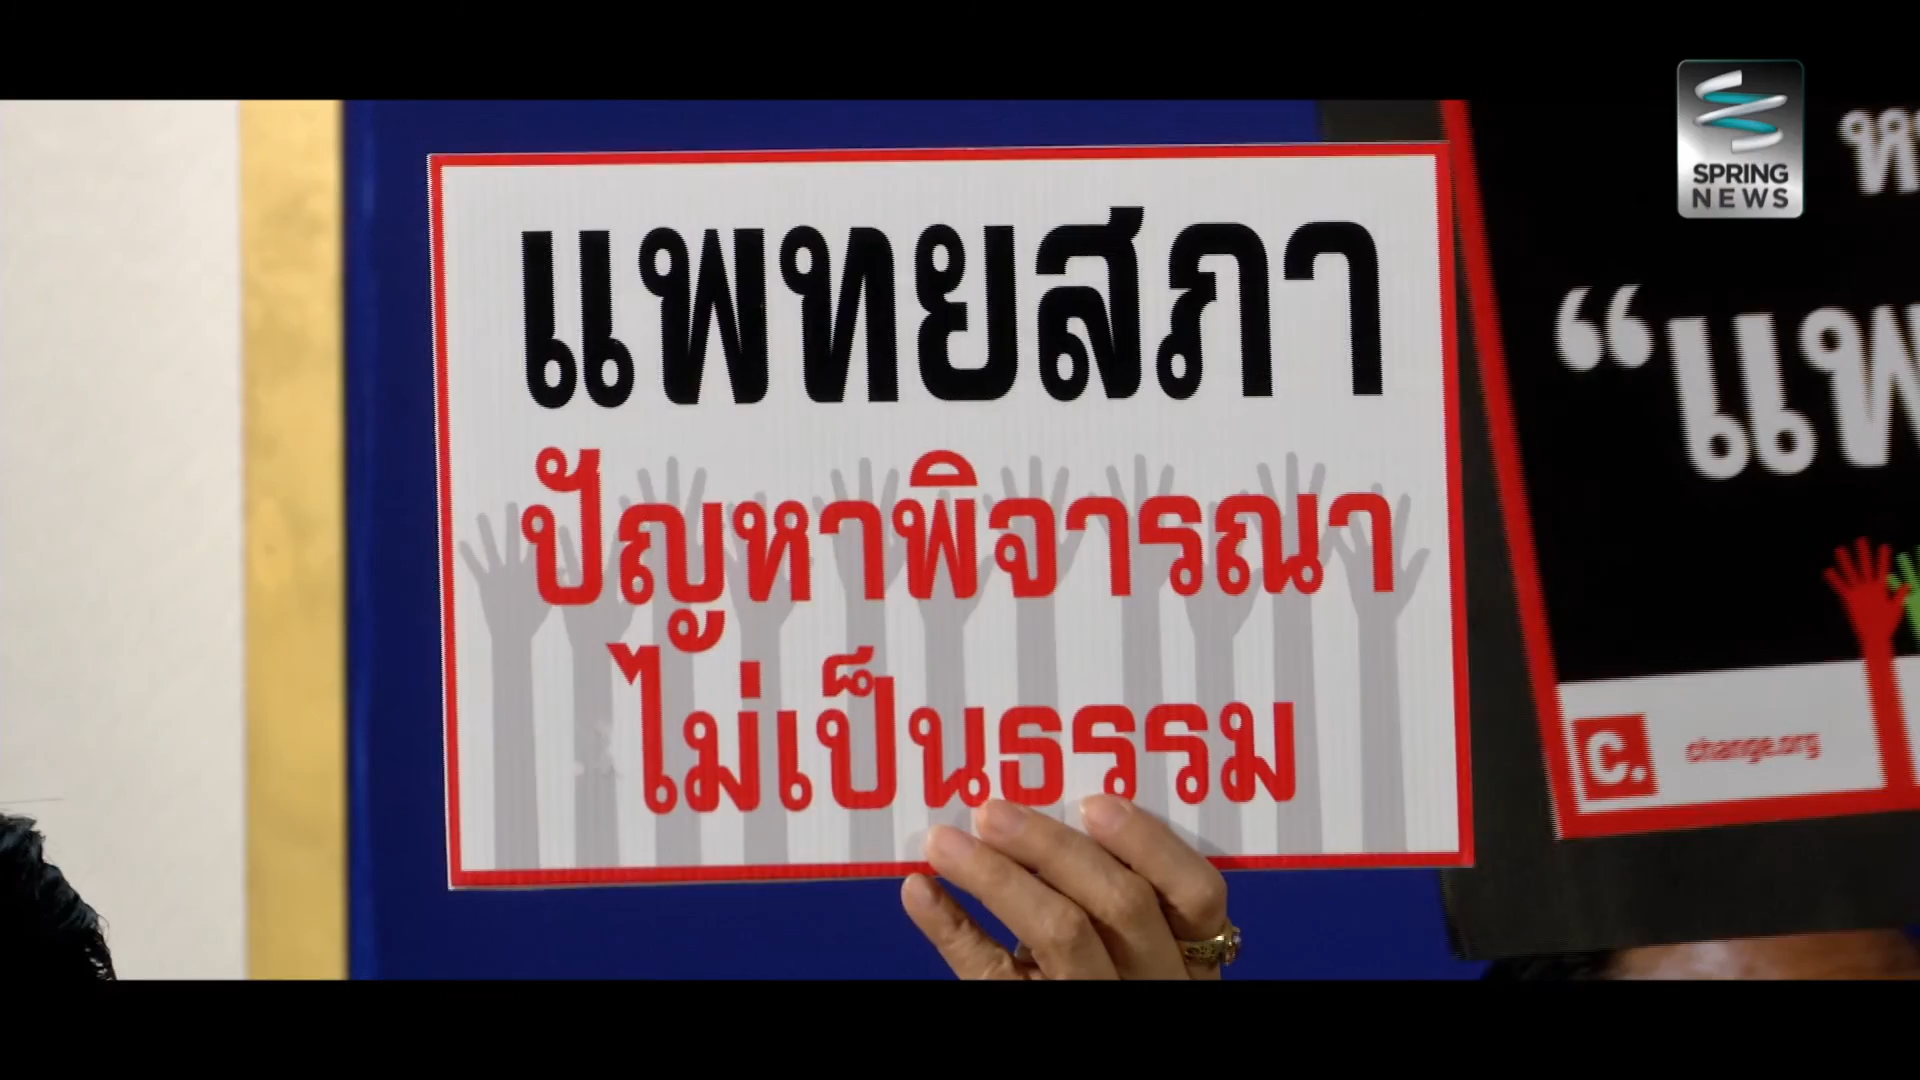 SPRING
NEWS
แพทยสภา
ปัญหาพิจารณา
ไม่เป็นธรรม
c.
change.org